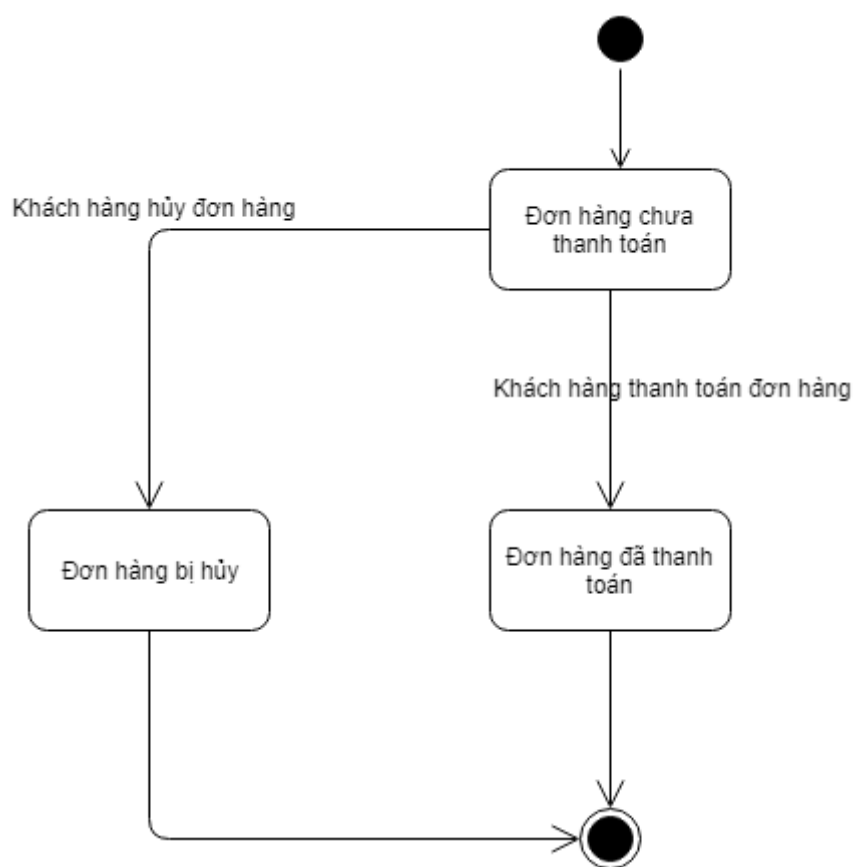 Khách hàng hủy đơn hàng
Đơn hàng chưa
thanh toán
Khách hàng thanh toán đơn hàng
Đơn hàng bị hủy
Đơn hàng đã thanh
toán